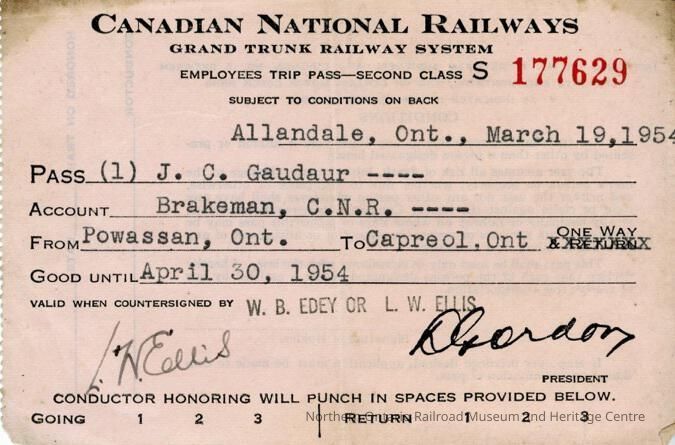 CANADIAN NATIONAL RAILWAYS
GRAND TRUNK RAILWAY SYSTEM
EMPLOYEES TRIP PASS—SECOND CLASS S 177629
SUBJECT TO CONDITIONS ON BACK
Allandale, Ont., March 19,1954
PASS (1) J. C. Gaudaur ----
ACCOUNT Brakeman, C.N.R. ----
FROM Powassan, Ont. TO Capreol, Ont ONE WAY
& RETURN
GOOD UNTIL April 30, 1954
VALID WHEN COUNTERSIGNED BY W. B. EDEY OR L. W. ELLIS
L. W. Ellis
D Gordon
PRESIDENT
CONDUCTOR HONORING WILL PUNCH IN SPACES PROVIDED BELOW.
GOING 1 2 3 RETURN 1 2 3
Northern Ontario Railroad Museum and Heritage Centre